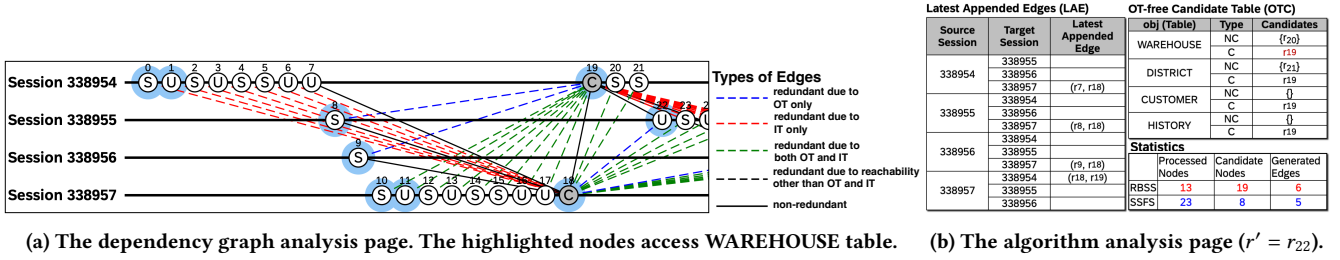 Session 338954
0 1 2 3 4 5 6 7 19 20 21
S U S S S S U U C S S
Session 338955
8 22 23
S U S U
Session 338956
9
S
Session 338957
10 11 12 13 14 15 16 17 18
S U S U S S U U C
Types of Edges
redundant due to
OT only
redundant due to
IT only
redundant due to
both OT and IT
redundant due to reachability
other than OT and IT
non-redundant
(a) The dependency graph analysis page. The highlighted nodes access WAREHOUSE table.
Latest Appended Edges (LAE)
Source Session Target Session Latest Appended Edge
338954 338955
338956
338957 (r7, r18)
338955 338954
338956
338957 (r8, r18)
338956 338954
338955
338957 (r9, r18)
338957 338954 (r18, r19)
338955
338956
OT-free Candidate Table (OTC)
obj (Table) Type Candidates
WAREHOUSE NC {r20}
C r19
DISTRICT NC {r21}
C r19
CUSTOMER NC {}
C r19
HISTORY NC {}
C r19
Statistics
Processed Nodes Candidate Nodes Generated Edges
RBSS 13 19 6
SSFS 23 8 5
(b) The algorithm analysis page (r′ = r22).